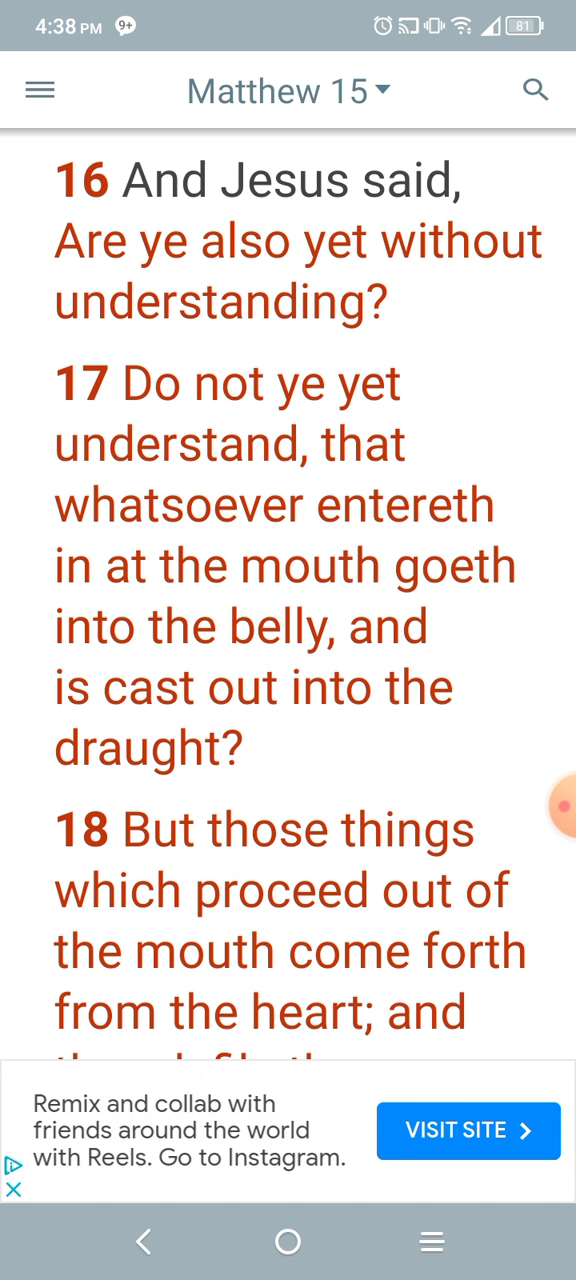 4:38 PM 9+ 81
Matthew 15
16 And Jesus said,
Are ye also yet without
understanding?
17 Do not ye yet
understand, that
whatsoever entereth
in at the mouth goeth
into the belly, and
is cast out into the
draught?
18 But those things
which proceed out of
the mouth come forth
from the heart; and
Remix and collab with
friends around the world
with Reels. Go to Instagram.
VISIT SITE